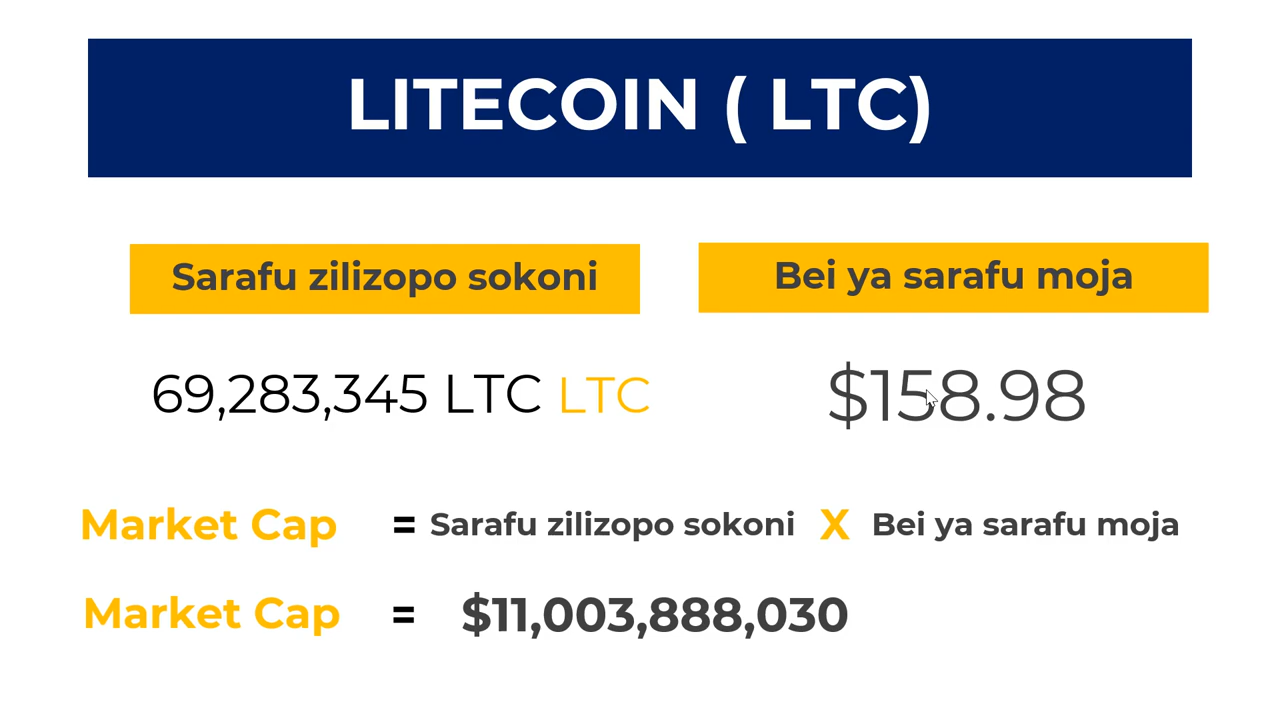 LITECOIN ( LTC)
Sarafu zilizopo sokoni
Bei ya sarafu moja
69,283,345 LTC LTC
$158.98
Market Cap = Sarafu zilizopo sokoni X Bei ya sarafu moja
Market Cap = $11,003,888,030